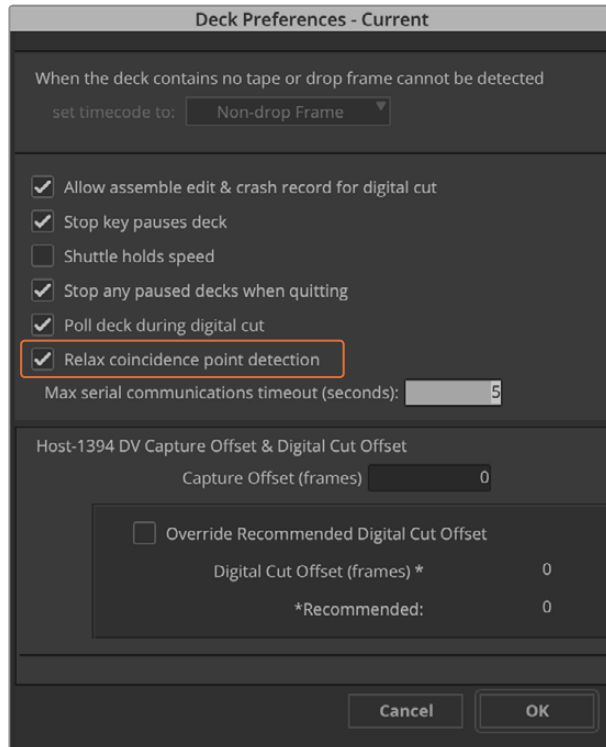 Deck Preferences - Current
When the deck contains no tape or drop frame cannot be detected
set timecode to: Non-drop Frame
Allow assemble edit & crash record for digital cut
Stop key pauses deck
Shuttle holds speed
Stop any paused decks when quitting
Poll deck during digital cut
Relax coincidence point detection
Max serial communications timeout (seconds): 5
Host-1394 DV Capture Offset & Digital Cut Offset
Capture Offset (frames) 0
Override Recommended Digital Cut Offset
Digital Cut Offset (frames) * 0
*Recommended: 0
Cancel OK